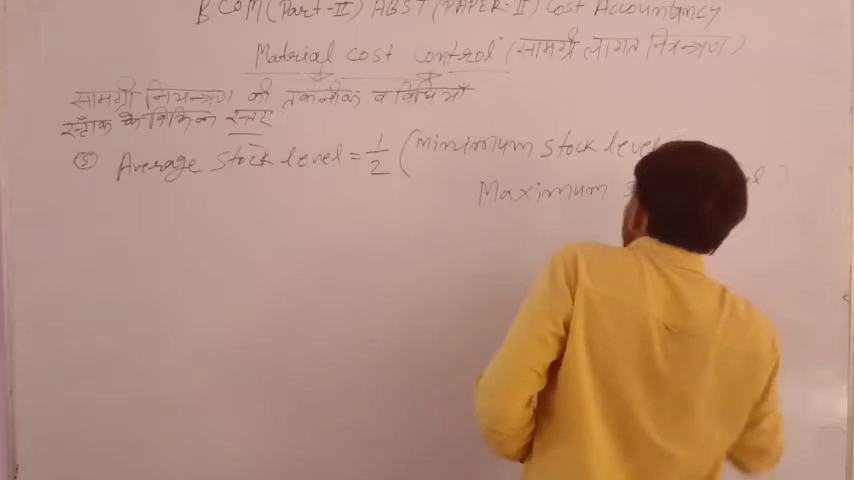 B COM (Part-II) ABST (PAPER-II) Cost Accountancy
Material cost control (सामग्री लागत नियन्त्रण)
सामग्री नियन्त्रण की तकनीक व विधियाँ
स्टॉक के विभिन्न स्तर
(5) Average stock level = 1/2 (Minimum stock level
Maximum